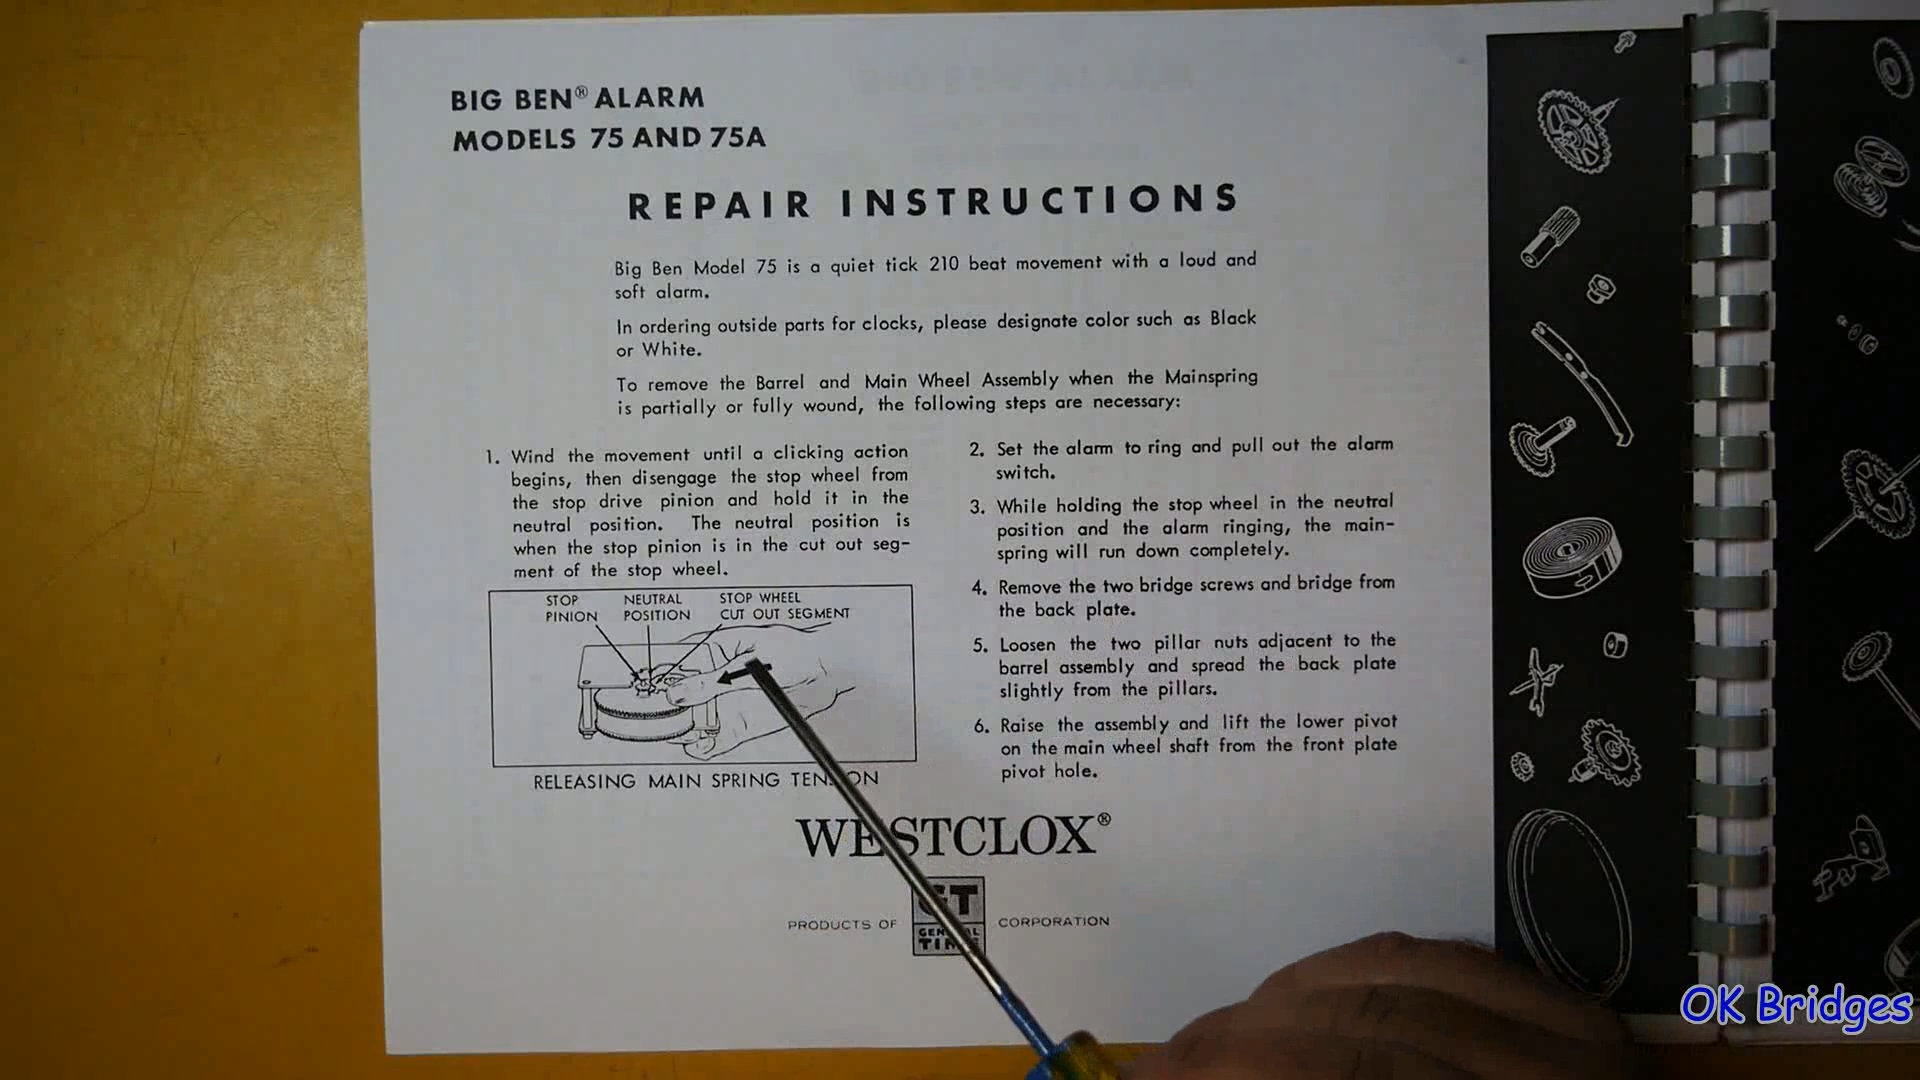 BIG BEN® ALARM
MODELS 75 AND 75A
REPAIR INSTRUCTIONS
Big Ben Model 75 is a quiet tick 210 beat movement with a loud and
soft alarm.
In ordering outside parts for clocks, please designate color such as Black
or White.
To remove the Barrel and Main Wheel Assembly when the Mainspring
is partially or fully wound, the following steps are necessary:
1. Wind the movement until a clicking action
begins, then disengage the stop wheel from
the stop drive pinion and hold it in the
neutral position. The neutral position is
when the stop pinion is in the cut out seg-
ment of the stop wheel.
STOP
PINION
NEUTRAL
POSITION
STOP WHEEL
CUT OUT SEGMENT
RELEASING MAIN SPRING TENSION
2. Set the alarm to ring and pull out the alarm
switch.
3. While holding the stop wheel in the neutral
position and the alarm ringing, the main-
spring will run down completely.
4. Remove the two bridge screws and bridge from
the back plate.
5. Loosen the two pillar nuts adjacent to the
barrel assembly and spread the back plate
slightly from the pillars.
6. Raise the assembly and lift the lower pivot
on the main wheel shaft from the front plate
pivot hole.
WESTCLOX®
PRODUCTS OF
GT
GENERAL
TIME
CORPORATION
OK Bridges